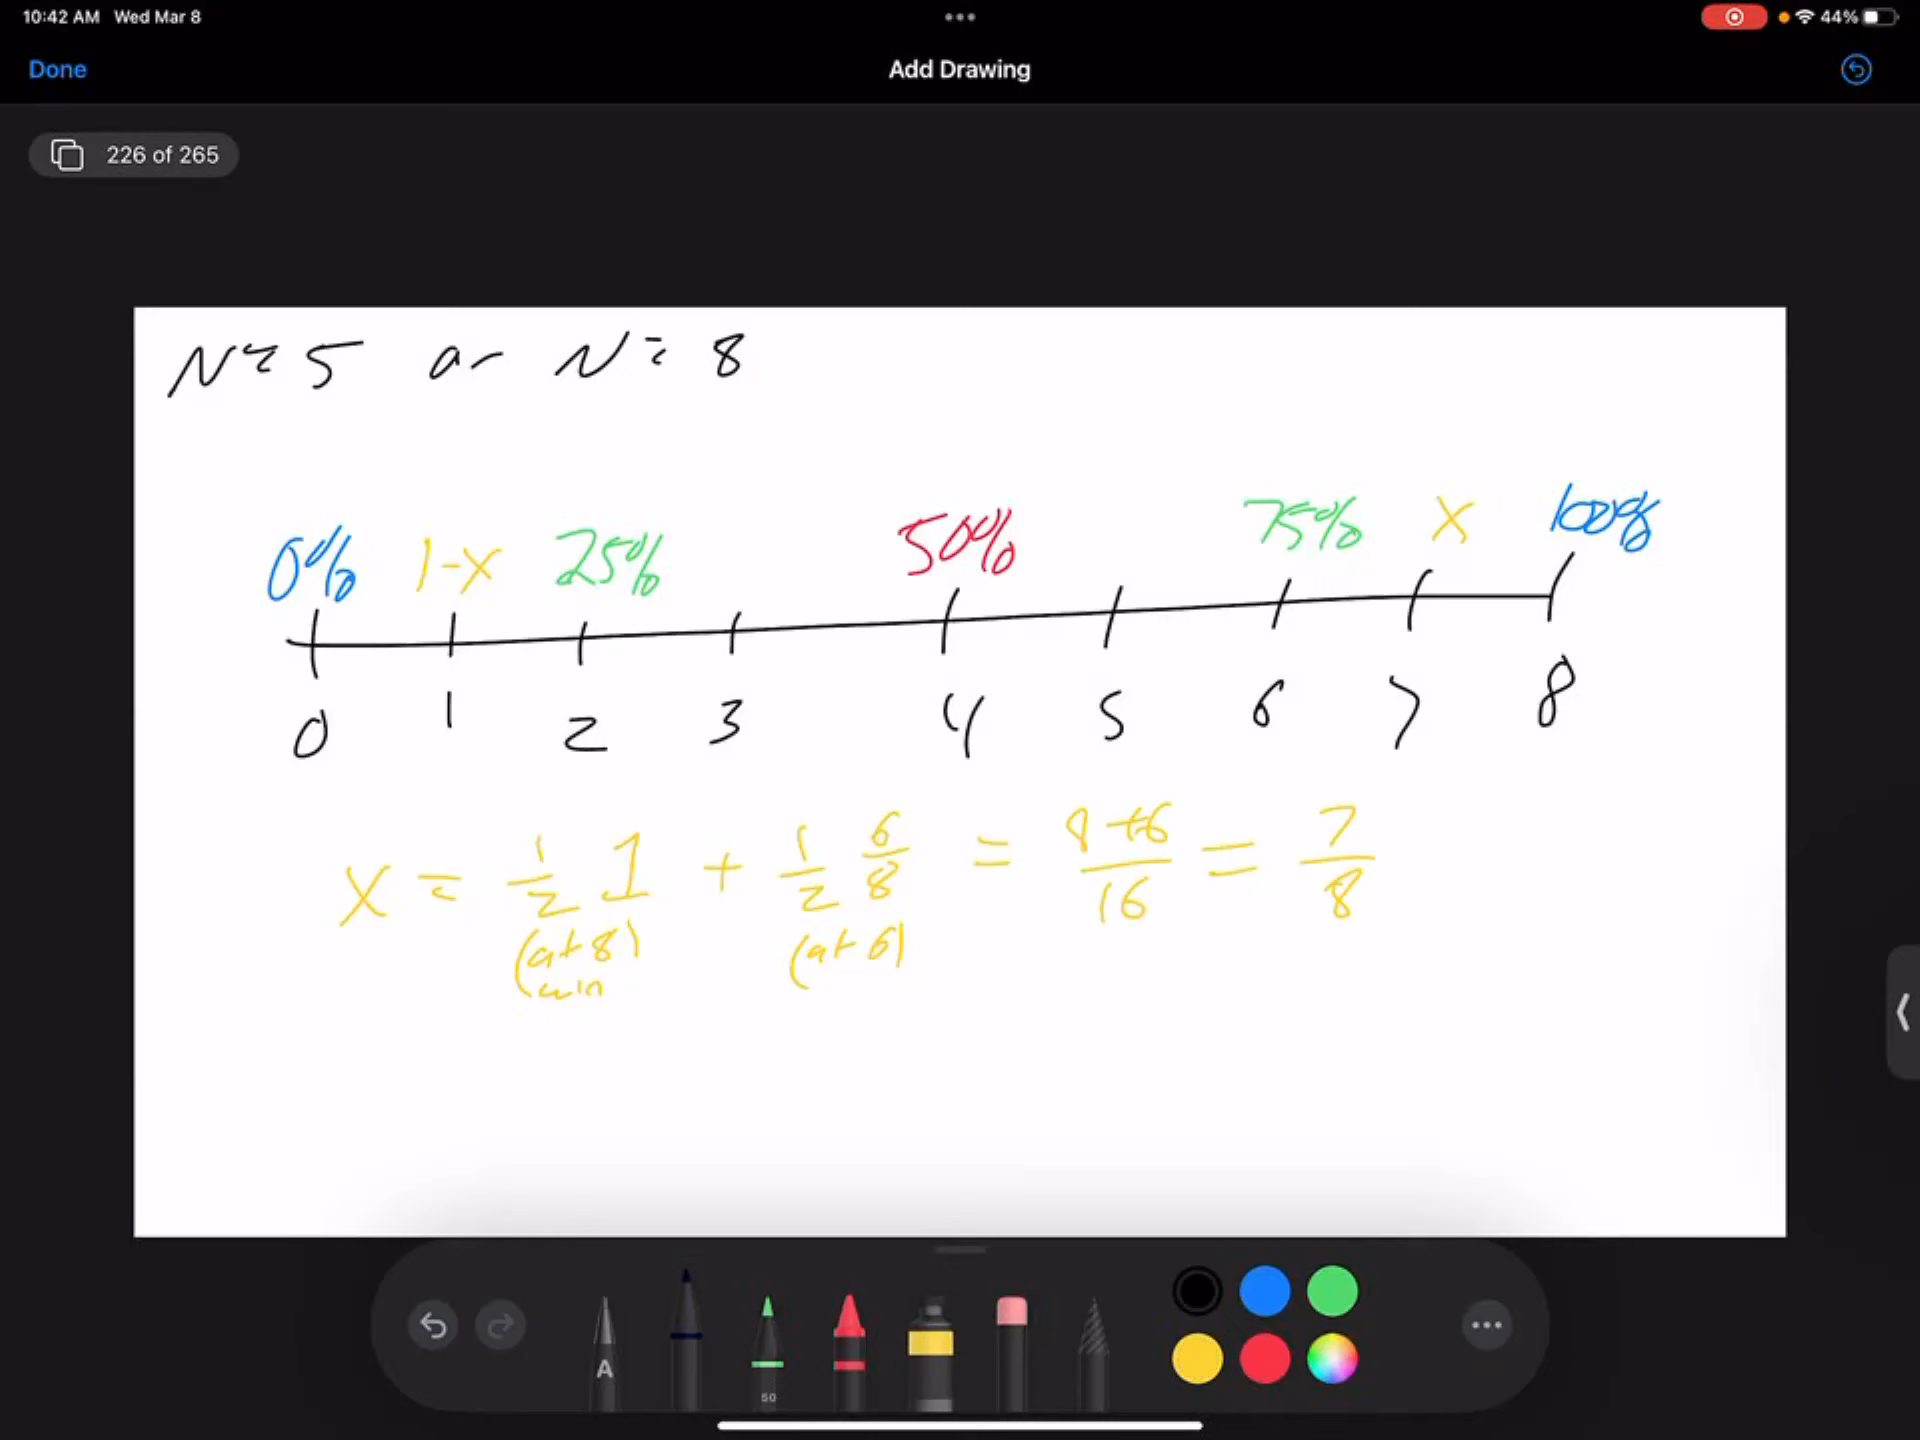 10:42 AM Wed Mar 8
44%
Done
Add Drawing
226 of 265
N = 5 or N = 8
0% 1-x 25% 50% 75% x 100%
0 1 2 3 4 5 6 7 8
x = 1/2 1 + 1/2 6/8 = 8+6/16 = 7/8
(at 8) (at 6)
(win
A
50